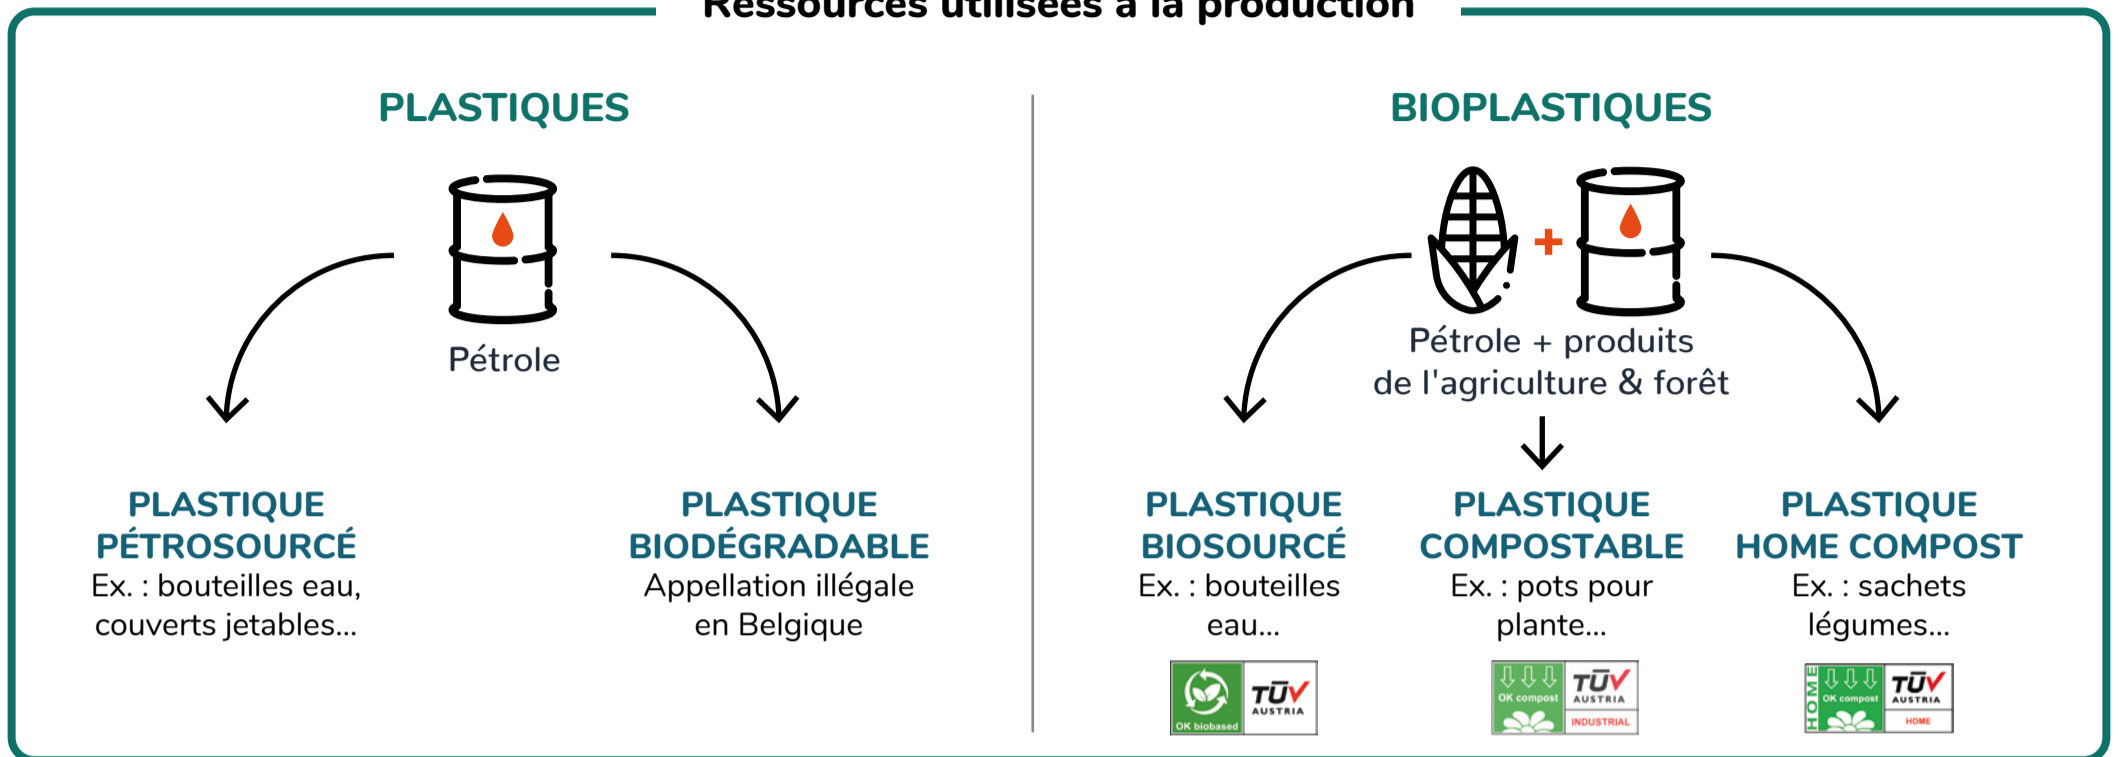 Ressources utilisées à la production
PLASTIQUES
Pétrole
PLASTIQUE
PÉTROSOURCÉ
Ex. : bouteilles eau,
couverts jetables...
PLASTIQUE
BIODÉGRADABLE
Appellation illégale
en Belgique
BIOPLASTIQUES
Pétrole + produits
de l'agriculture & forêt
PLASTIQUE
BIOSOURCÉ
Ex. : bouteilles
eau...
OK biobased
TÜV
AUSTRIA
PLASTIQUE
COMPOSTABLE
Ex. : pots pour
plante...
OK compost
TÜV
AUSTRIA
INDUSTRIAL
PLASTIQUE
HOME COMPOST
Ex. : sachets
légumes...
HOME
OK compost
TÜV
AUSTRIA
HOME